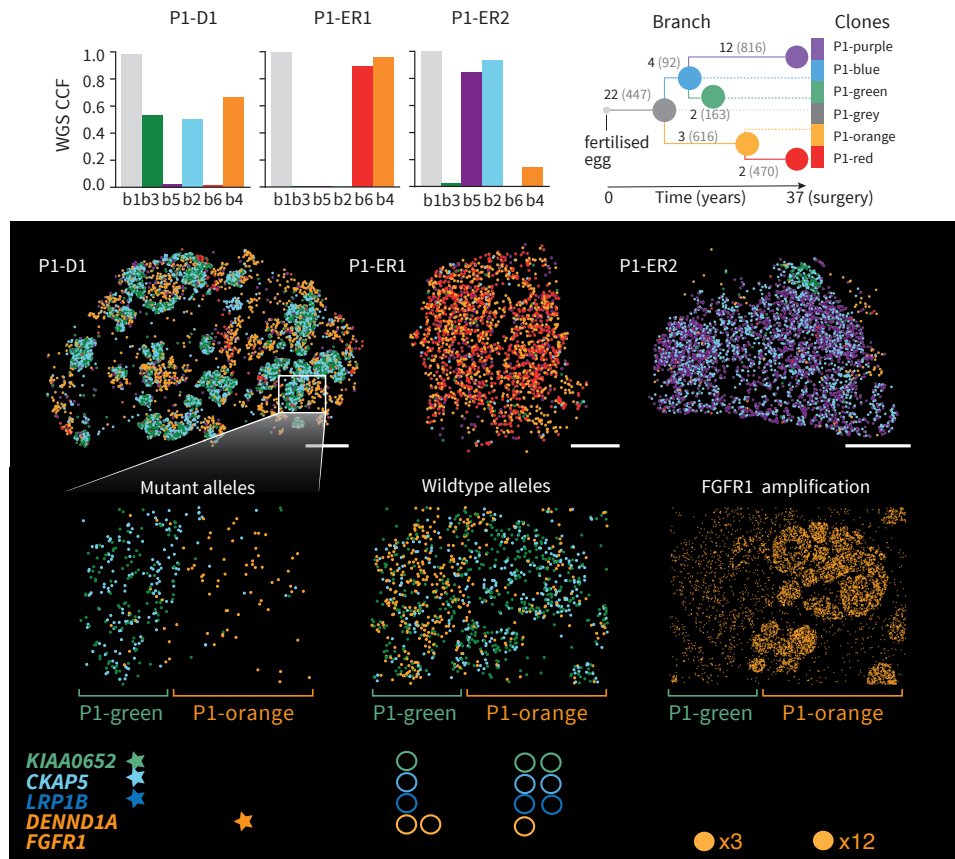 P1-D1
P1-ER1
P1-ER2
Branch
Clones
WGS CCF
1.0
0.8
0.6
0.4
0.2
0.0
b1b3 b5 b2 b6 b4
b1b3 b5 b2 b6 b4
b1b3 b5 b2 b6 b4
12 (816)
4 (92)
22 (447)
2 (163)
3 (616)
2 (470)
fertilised
egg
P1-purple
P1-blue
P1-green
P1-grey
P1-orange
P1-red
0
Time (years)
37 (surgery)
P1-D1
P1-ER1
P1-ER2
Mutant alleles
Wildtype alleles
FGFR1 amplification
P1-green
P1-orange
P1-green
P1-orange
P1-green
P1-orange
KIAA0652
CKAP5
LRP1B
DENND1A
FGFR1
x3
x12